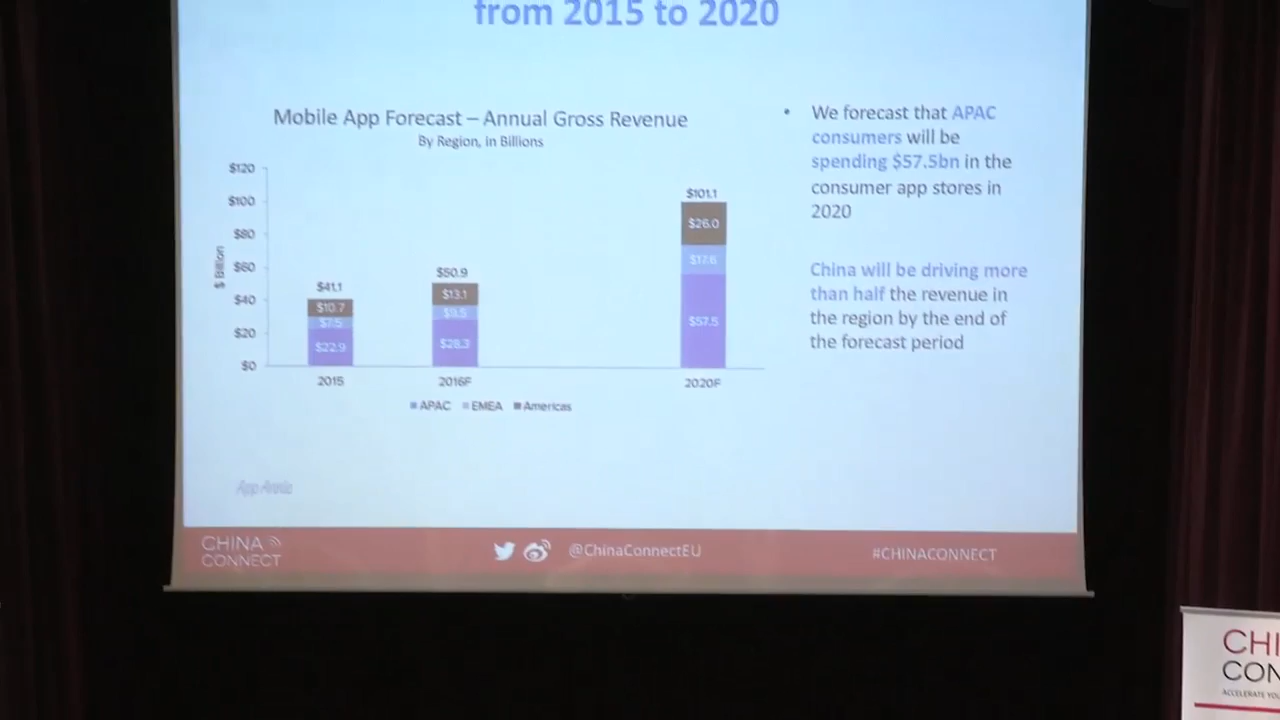 from 2015 to 2020
Mobile App Forecast – Annual Gross Revenue
By Region, in Billions
$ Billion
$120
$100
$80
$60
$40
$20
$0
$41.1
$10.7
$7.5
$22.9
2015
$50.9
$13.1
$9.5
$28.3
2016F
$101.1
$26.0
$17.6
$57.5
2020F
APAC EMEA Americas
• We forecast that APAC
consumers will be
spending $57.5bn in the
consumer app stores in
2020
China will be driving more
than half the revenue in
the region by the end of
the forecast period
App Annie
CHINA
CONNECT
@ChinaConnectEU
#CHINACONNECT
CHI
CON
ACCELERATE YOU